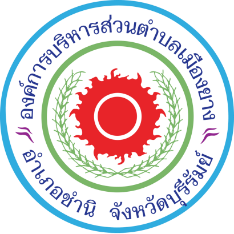 องค์การบริหารส่วนตำบลเมืองยาง
อำเภอชำนิ จังหวัดบุรีรัมย์